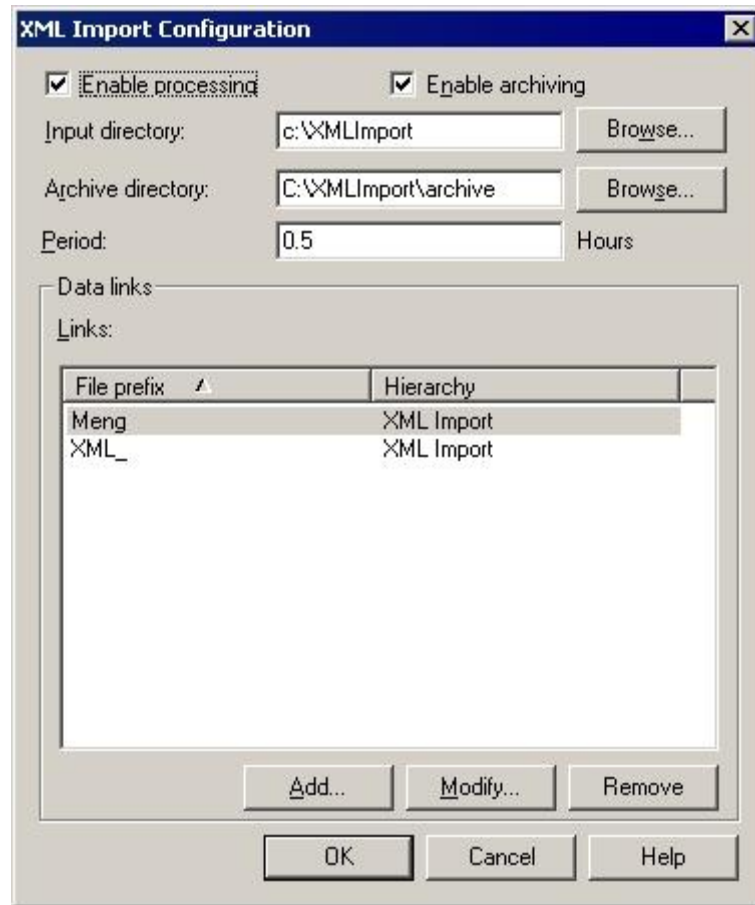 XML Import Configuration
Enable processing Enable archiving
Input directory: c:\XMLImport Browse...
Archive directory: C:\XMLImport\archive Browse...
Period: 0.5 Hours
Data links
Links:
File prefix Hierarchy
Meng XML Import
XML_ XML Import
Add... Modify... Remove
OK Cancel Help